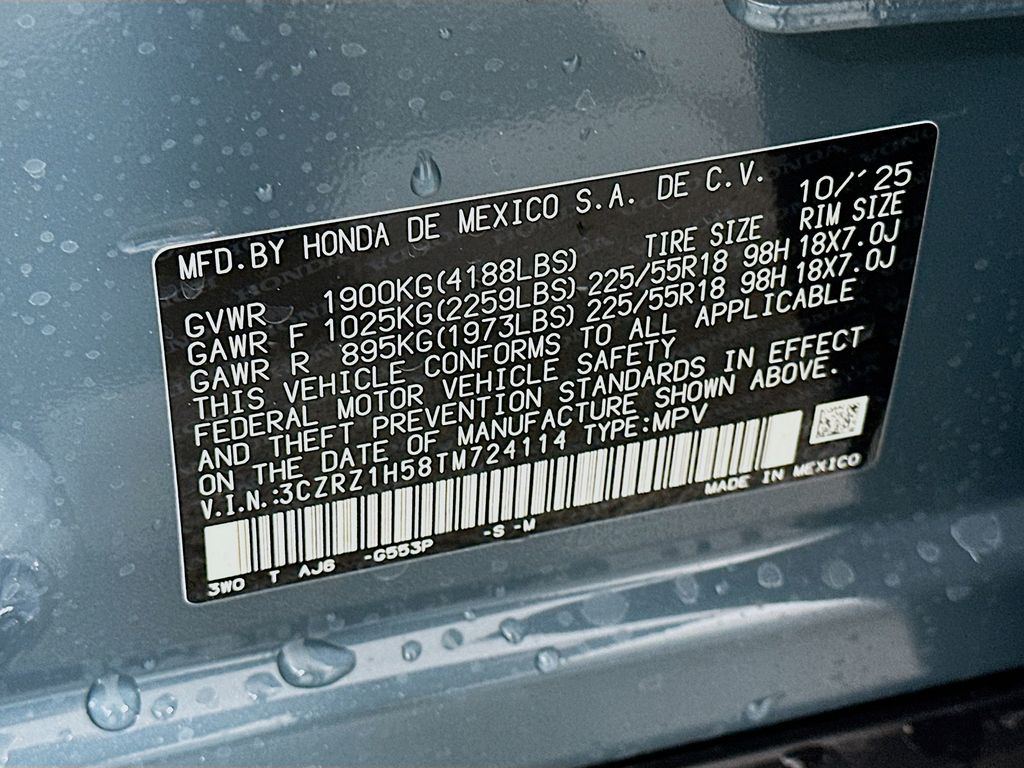 MFD.BY HONDA DE MEXICO S.A. DE C.V. 10/'25
TIRE SIZE RIM SIZE
GVWR 1900KG(4188LBS)
GAWR F 1025KG(2259LBS) 225/55R18 98H 18X7.0J
GAWR R 895KG(1973LBS) 225/55R18 98H 18X7.0J
THIS VEHICLE CONFORMS TO ALL APPLICABLE
FEDERAL MOTOR VEHICLE SAFETY
AND THEFT PREVENTION STANDARDS IN EFFECT
ON THE DATE OF MANUFACTURE SHOWN ABOVE.
V.I.N.:3CZRZ1H58TM724114 TYPE:MPV
MADE IN MEXICO
3W0 T AJ6 -G553P -S -M